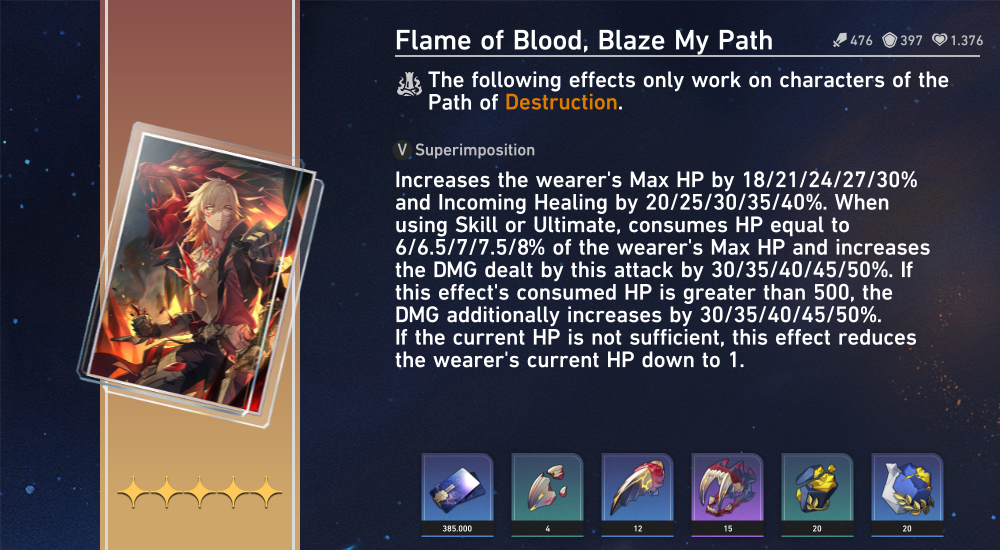 Flame of Blood, Blaze My Path
476 397 1.376
The following effects only work on characters of the
Path of Destruction.
V Superimposition
Increases the wearer's Max HP by 18/21/24/27/30%
and Incoming Healing by 20/25/30/35/40%. When
using Skill or Ultimate, consumes HP equal to
6/6.5/7/7.5/8% of the wearer's Max HP and increases
the DMG dealt by this attack by 30/35/40/45/50%. If
this effect's consumed HP is greater than 500, the
DMG additionally increases by 30/35/40/45/50%.
If the current HP is not sufficient, this effect reduces
the wearer's current HP down to 1.
385.000 4 12 15 20 20